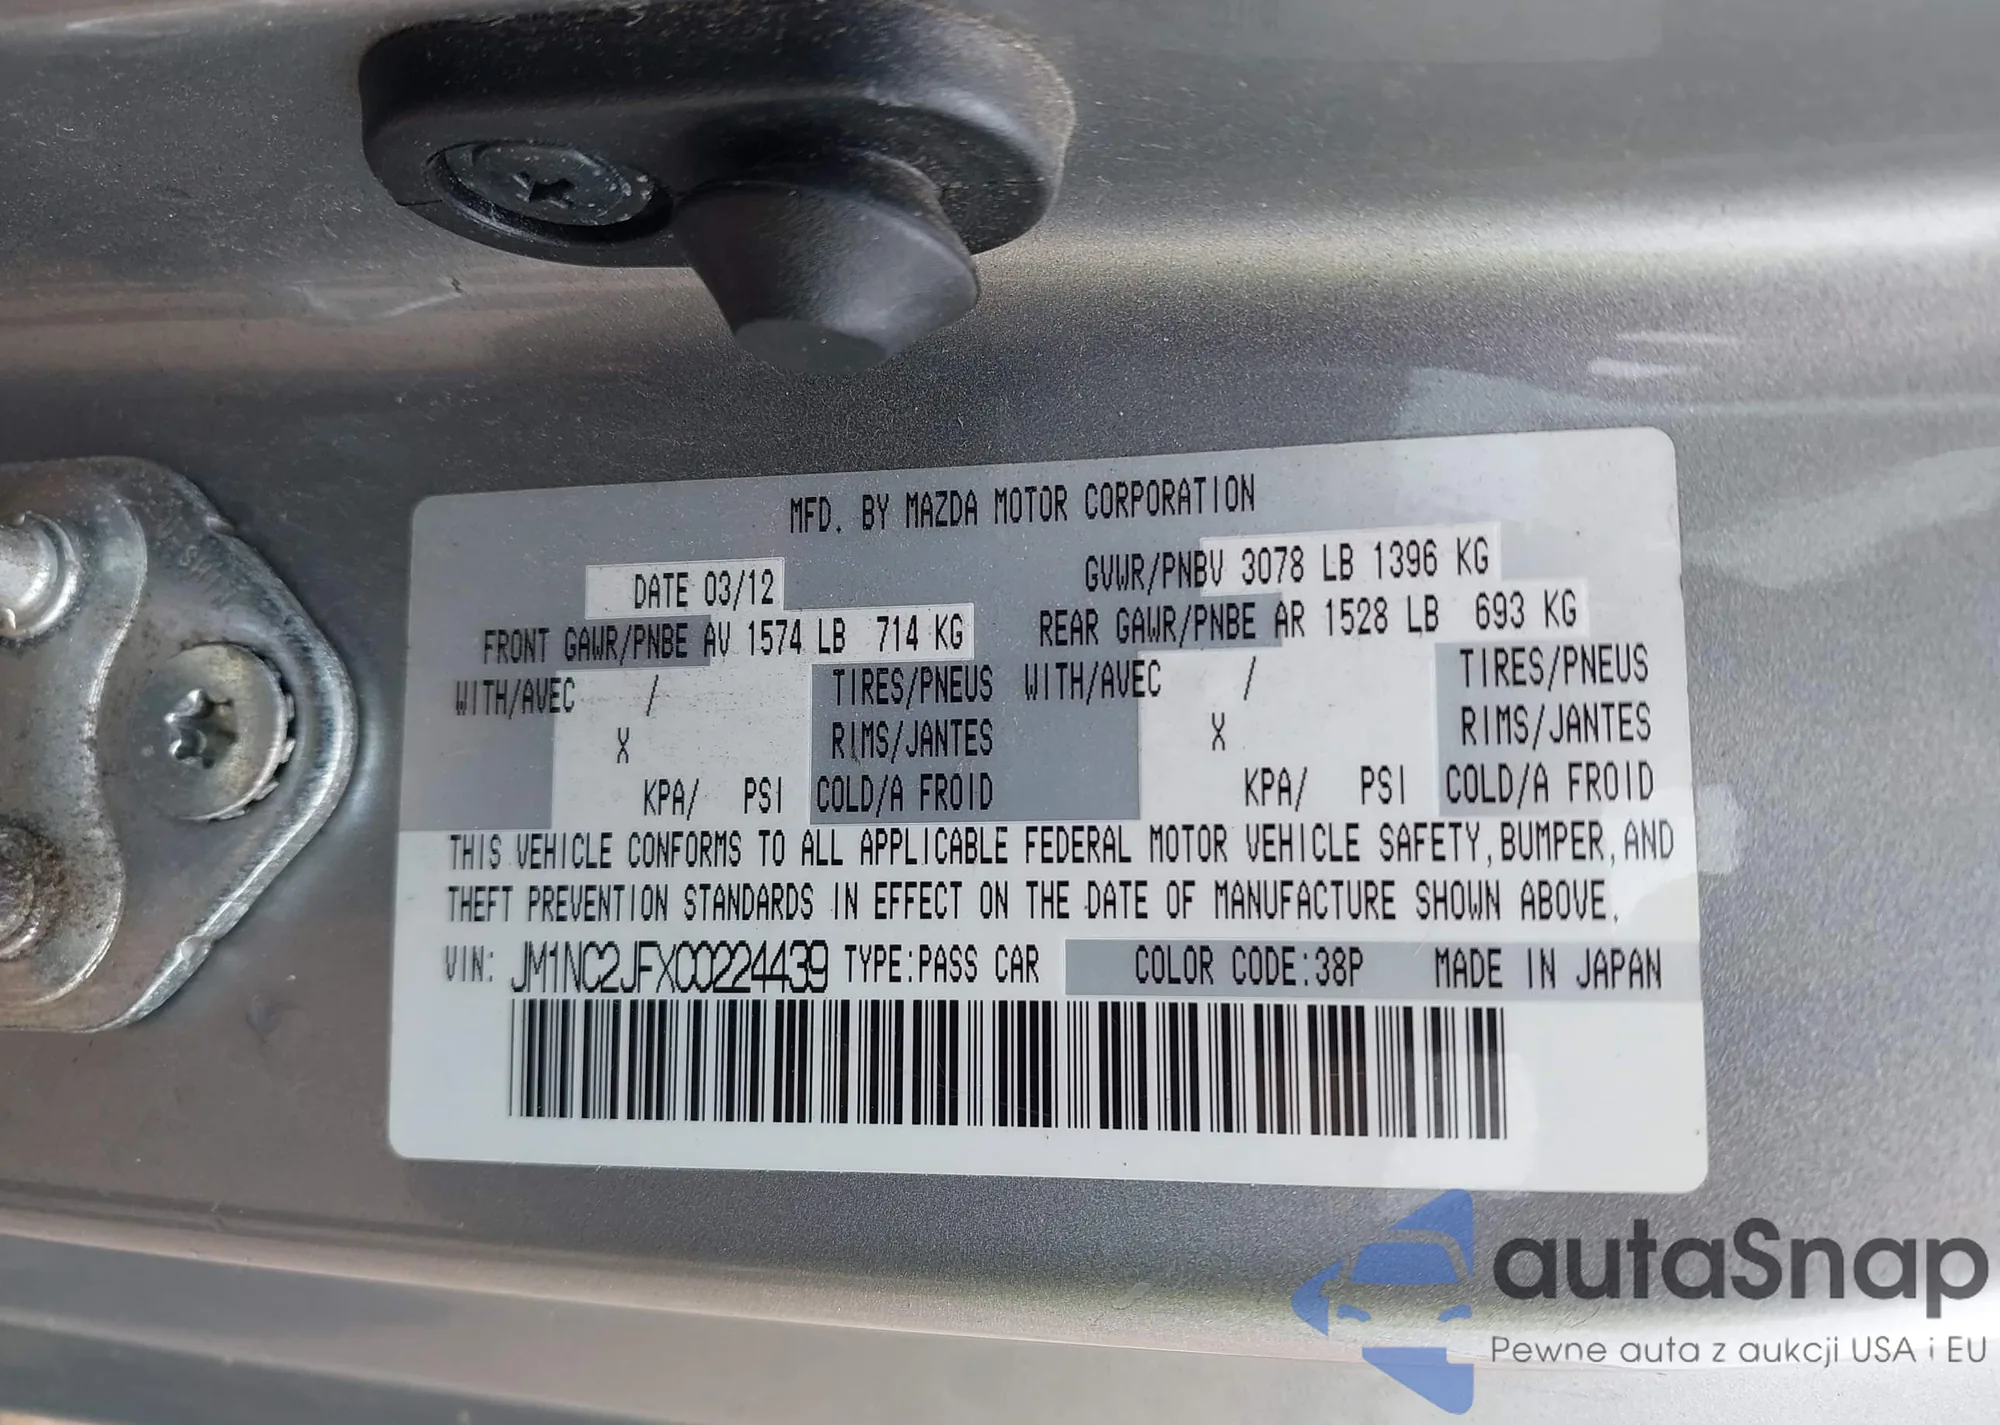 MFD. BY MAZDA MOTOR CORPORATION
DATE 03/12 GVWR/PNBV 3078 LB 1396 KG
FRONT GAWR/PNBE AV 1574 LB 714 KG REAR GAWR/PNBE AR 1528 LB 693 KG
WITH/AVEC / TIRES/PNEUS WITH/AVEC / TIRES/PNEUS
X RIMS/JANTES X RIMS/JANTES
KPA/ PSI COLD/A FROID KPA/ PSI COLD/A FROID
THIS VEHICLE CONFORMS TO ALL APPLICABLE FEDERAL MOTOR VEHICLE SAFETY, BUMPER, AND
THEFT PREVENTION STANDARDS IN EFFECT ON THE DATE OF MANUFACTURE SHOWN ABOVE.
VIN: JM1NC2JFXC0224439 TYPE:PASS CAR COLOR CODE:38P MADE IN JAPAN
autaSnap
Pewne auta z aukcji USA i EU